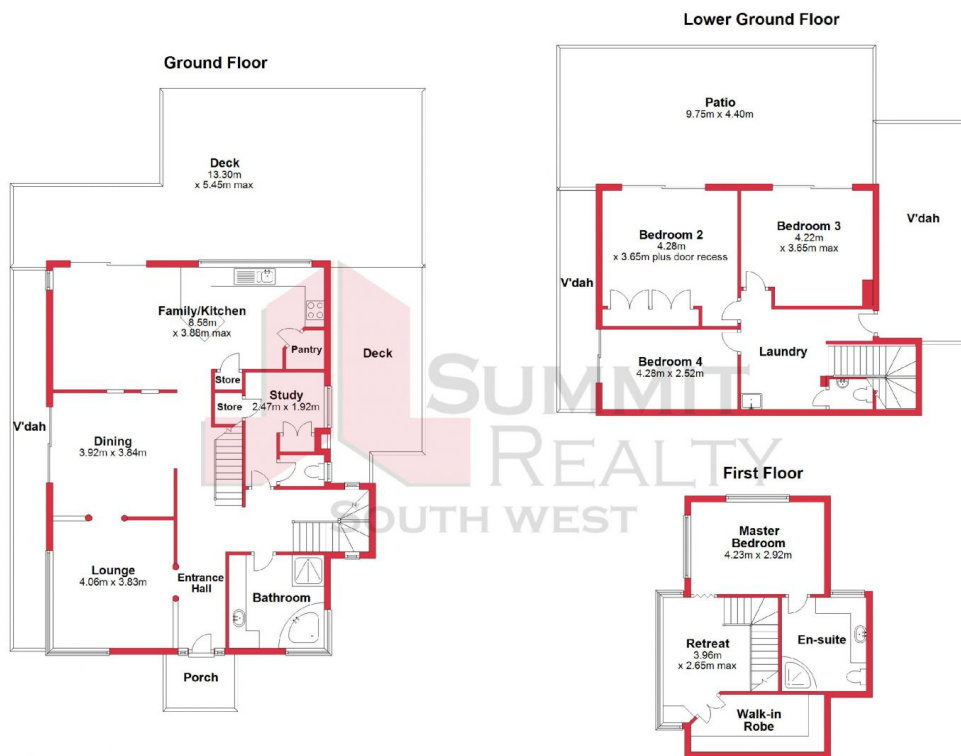 Lower Ground Floor
Ground Floor
Patio
9.75m x 4.40m
Deck
13.30m
x 5.45m max
V'dah
Bedroom 2
4.28m
x 3.65m plus door recess
Bedroom 3
4.22m
x 3.65m max
V'dah
Family/Kitchen
8.58m
x 3.88m max
Pantry
Deck
Bedroom 4
4.28m x 2.52m
Laundry
Store
Store
Study
2.47m x 1.92m
V'dah
Dining
3.92m x 3.84m
SUMMIT
REALTY
SOUTH WEST
First Floor
Lounge
4.06m x 3.83m
Entrance
Hall
Bathroom
Porch
Master
Bedroom
4.23m x 2.92m
Retreat
3.96m
x 2.65m max
En-suite
Walk-in
Robe